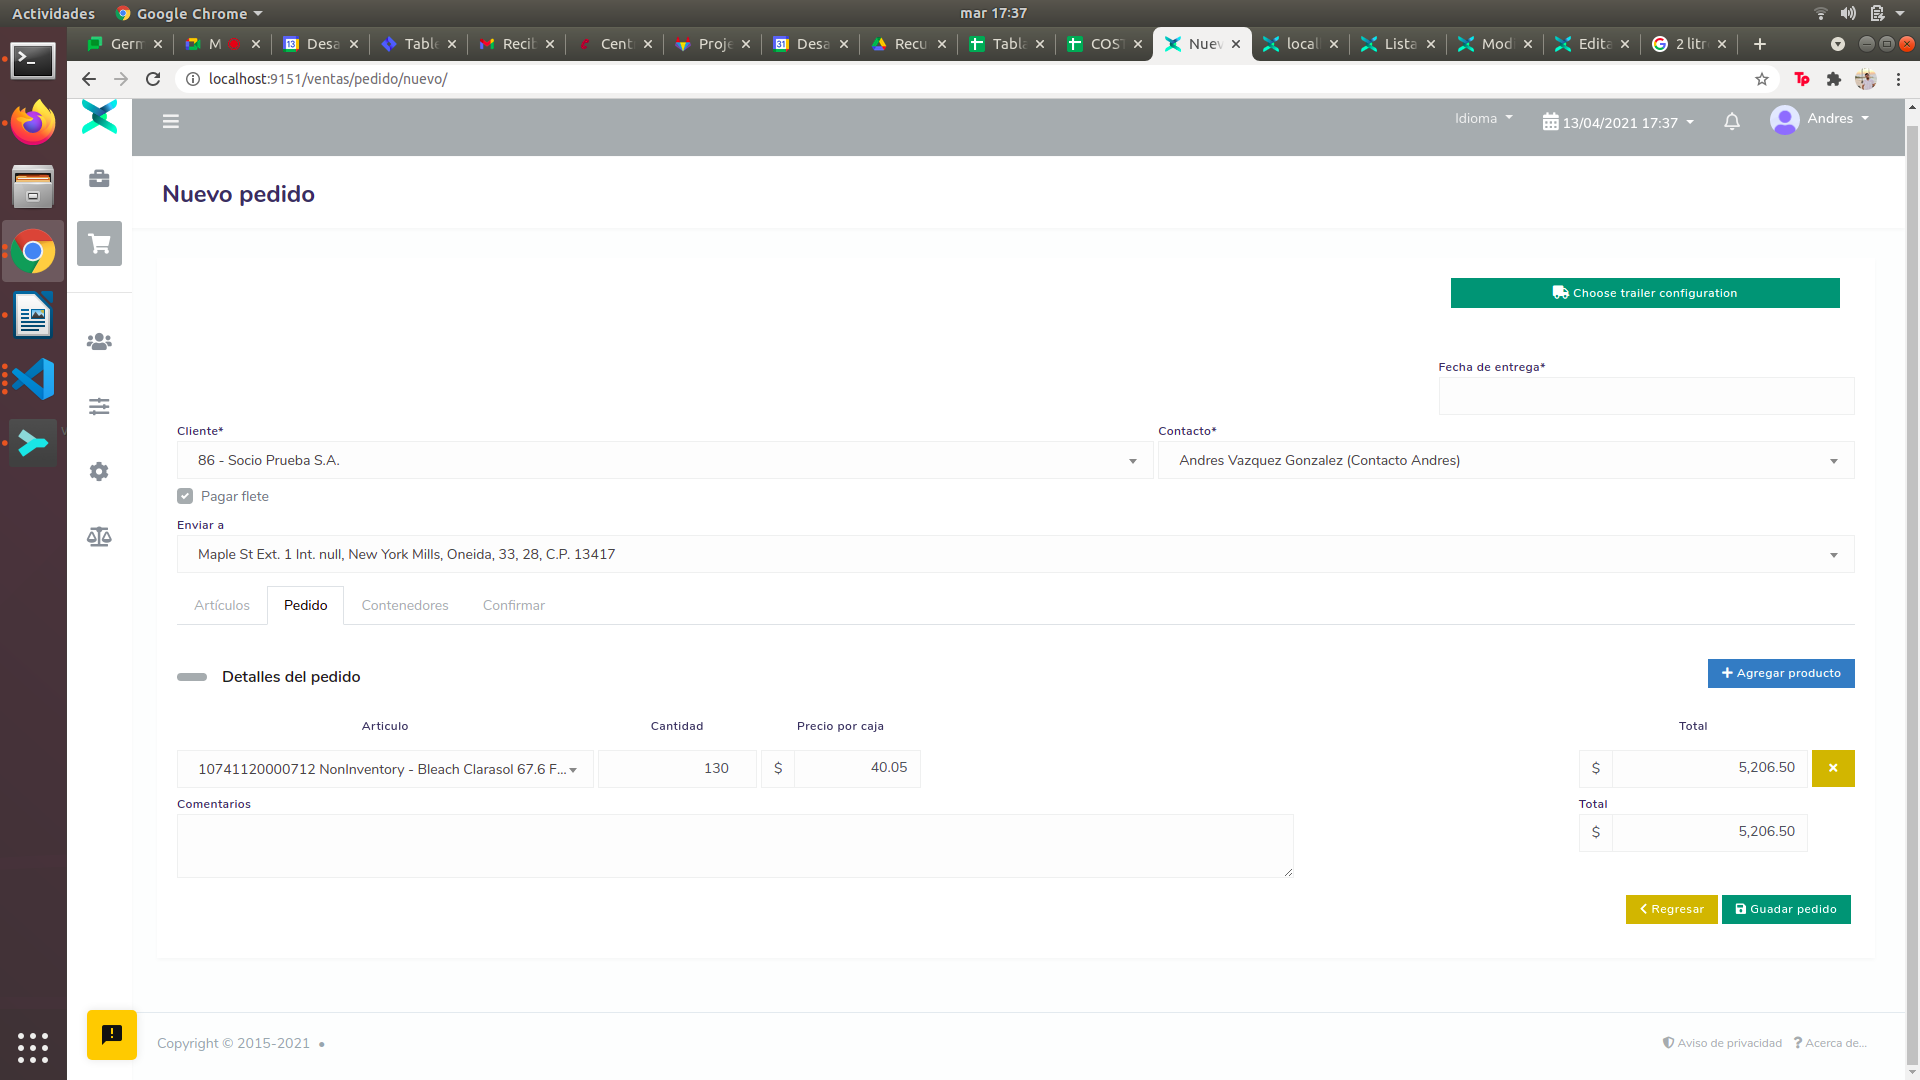 Actividades Google Chrome mar 17:37
Germ M Desa Table Recib Cent Proje Desa Recu Tabla COST Nuev local Lista Mod Edita 2 litr
localhost:9151/ventas/pedido/nuevo/ Tp
Idioma 13/04/2021 17:37 Andres
Nuevo pedido
Choose trailer configuration
Fecha de entrega*
Cliente* Contacto*
86 - Socio Prueba S.A. Andres Vazquez Gonzalez (Contacto Andres)
Pagar flete
Enviar a
Maple St Ext. 1 Int. null, New York Mills, Oneida, 33, 28, C.P. 13417
Artículos Pedido Contenedores Confirmar
Detalles del pedido Agregar producto
Articulo Cantidad Precio por caja Total
10741120000712 NonInventory - Bleach Clarasol 67.6 F... 130 $ 40.05 $ 5,206.50
Comentarios Total
$ 5,206.50
Regresar Guadar pedido
Copyright © 2015-2021 • Aviso de privacidad Acerca de...